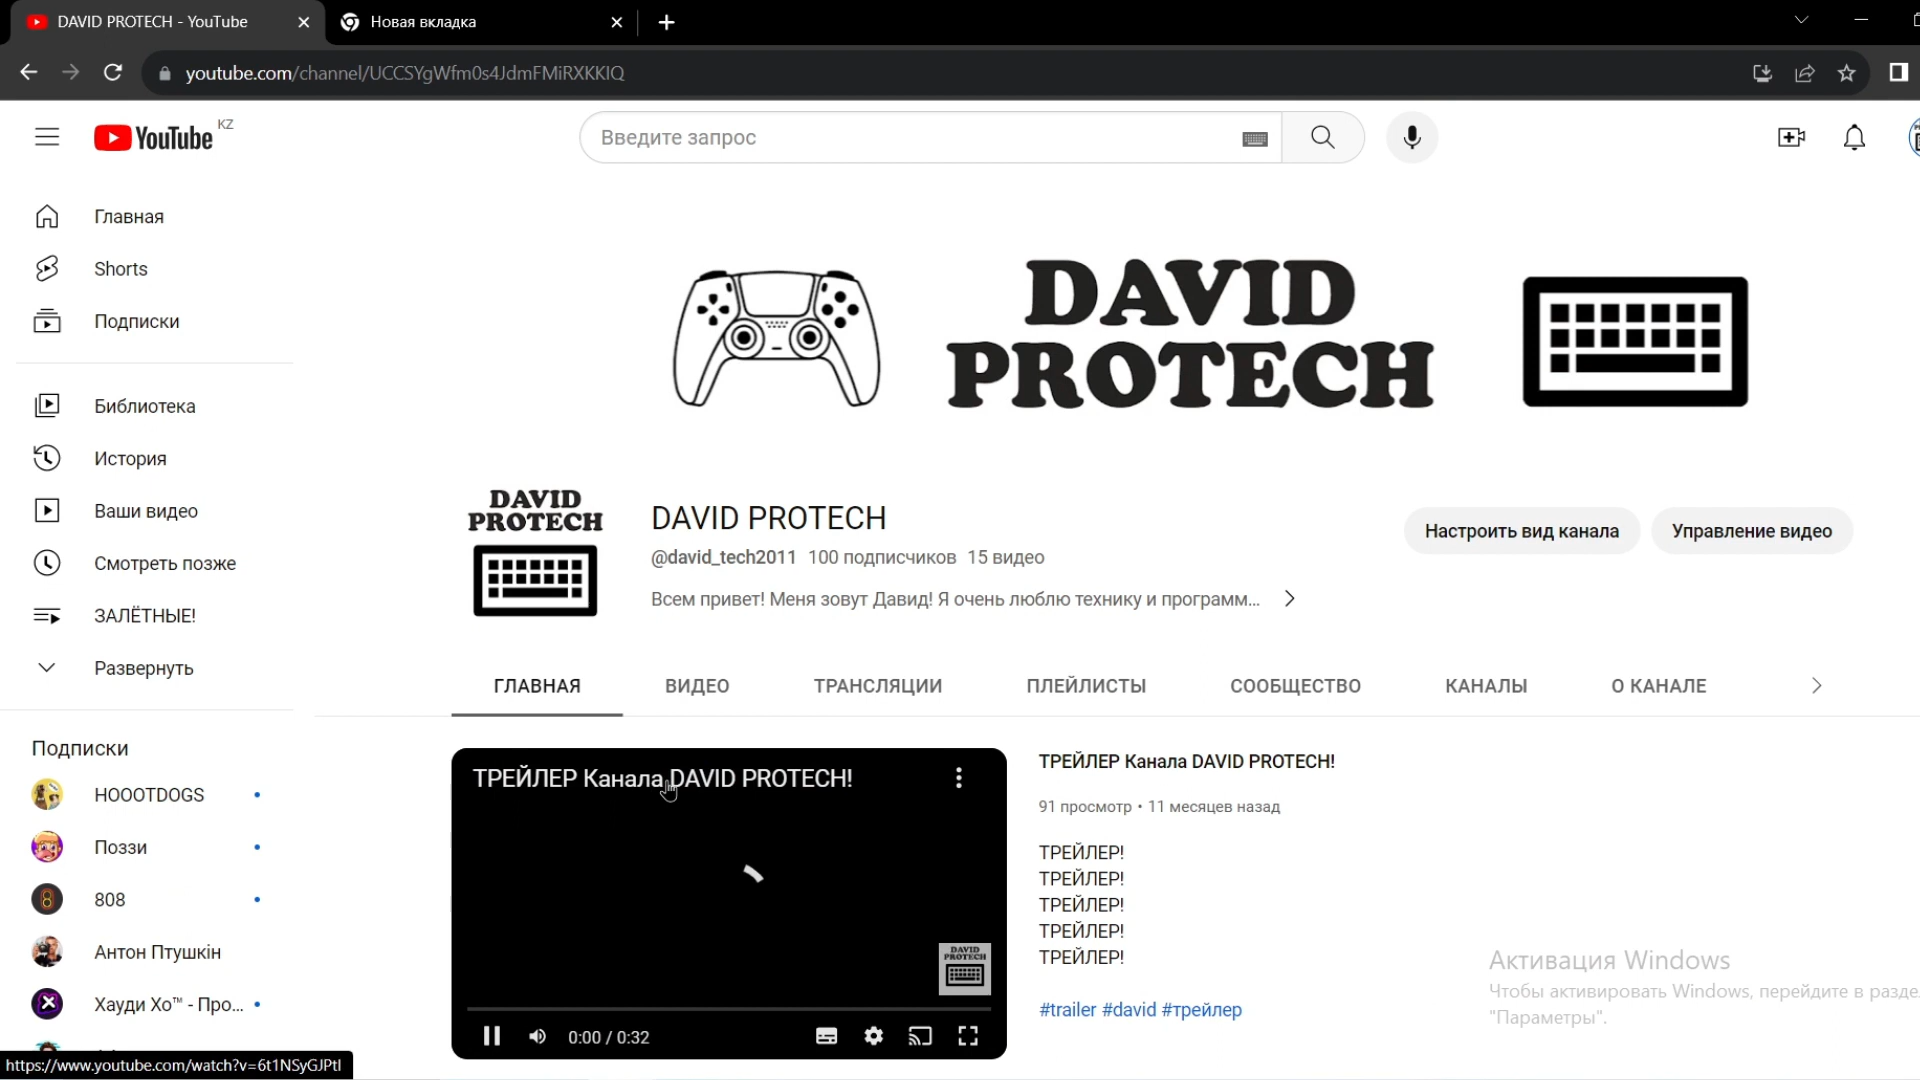 DAVID PROTECH - YouTube
Новая вкладка
youtube.com/channel/UCCSYgWfm0s4JdmFMiRXKKIQ
YouTube KZ
Введите запрос
Главная
Shorts
Подписки
Библиотека
История
Ваши видео
Смотреть позже
ЗАЛЁТНЫЕ!
Развернуть
Подписки
HOOOTDOGS
Поззи
808
Антон Птушкін
Хауди Хо™ - Про...
https://www.youtube.com/watch?v=6t1NSyGJPtI
DAVID
PROTECH
DAVID
PROTECH
DAVID PROTECH
@david_tech2011 100 подписчиков 15 видео
Всем привет! Меня зовут Давид! Я очень люблю технику и программ...
Настроить вид канала
Управление видео
ГЛАВНАЯ
ВИДЕО
ТРАНСЛЯЦИИ
ПЛЕЙЛИСТЫ
СООБЩЕСТВО
КАНАЛЫ
О КАНАЛЕ
ТРЕЙЛЕР Канала DAVID PROTECH!
DAVID
PROTECH
0:00 / 0:32
ТРЕЙЛЕР Канала DAVID PROTECH!
91 просмотр • 11 месяцев назад
ТРЕЙЛЕР!
ТРЕЙЛЕР!
ТРЕЙЛЕР!
ТРЕЙЛЕР!
ТРЕЙЛЕР!
#trailer #david #трейлер
Активация Windows
Чтобы активировать Windows, перейдите в разде
"Параметры".